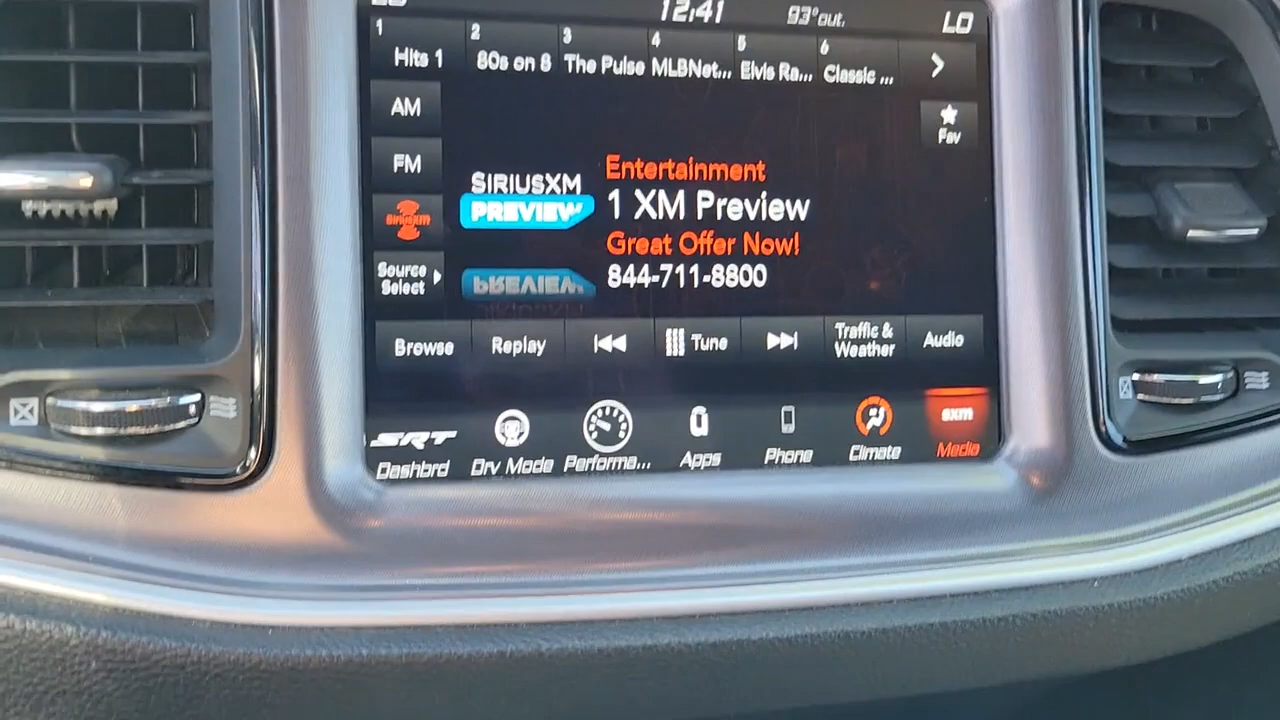 12:41 93°out. LO
1 2 3 4 5 6
Hits 1 80s on 8 The Pulse MLBNet... Elvis Ra... Classic ...
AM
Fav
FM
SIRIUSXM
PREVIEW
Entertainment
1 XM Preview
Great Offer Now!
844-711-8800
SiriusXM
Source
Select
Browse Replay Tune Traffic &
Weather Audio
SRT
sxm
Dashbrd Drv Mode Performa... Apps Phone Climate Media